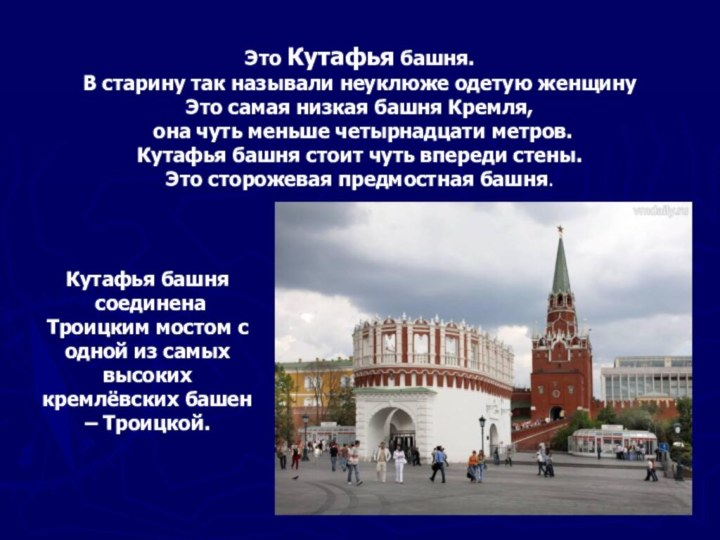 Это Кутафья башня.
В старину так называли неуклюже одетую женщину
Это самая низкая башня Кремля,
она чуть меньше четырнадцати метров.
Кутафья башня стоит чуть впереди стены.
Это сторожевая предмостная башня.
vmdaily.ru
Кутафья башня
соединена
Троицким мостом с
одной из самых
высоких
кремлёвских башен
– Троицкой.